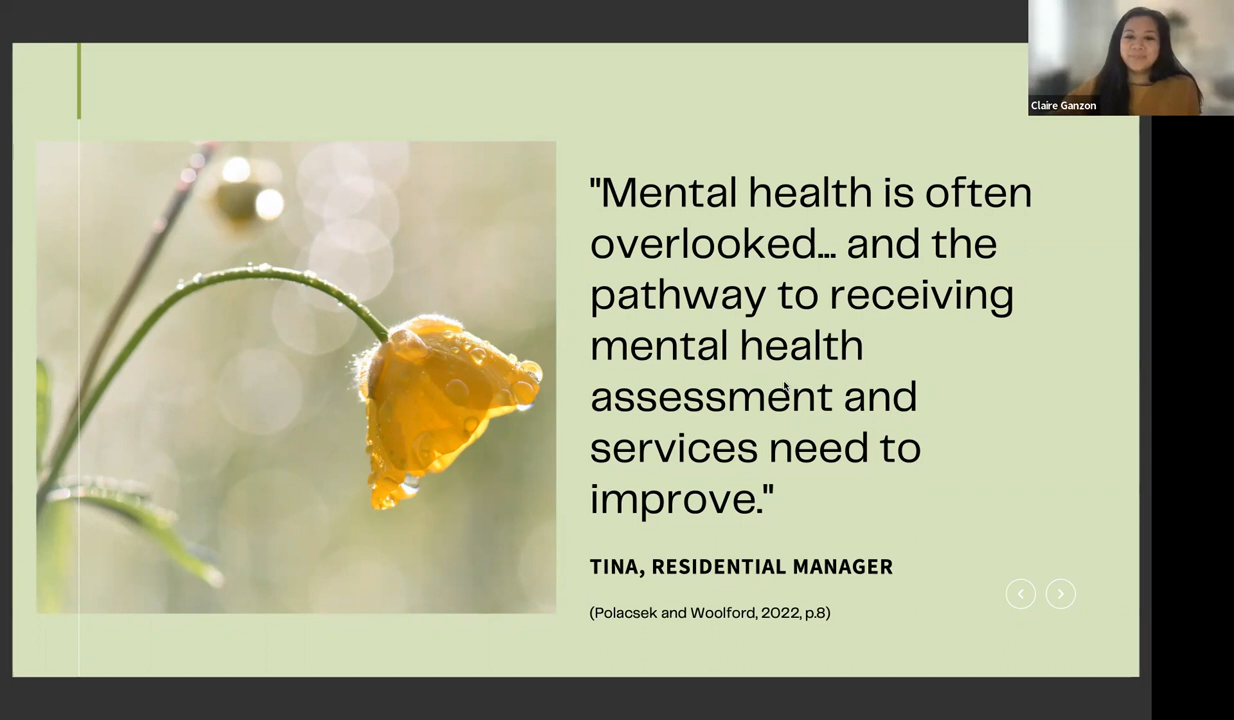 Claire Ganzon
"Mental health is often
overlooked... and the
pathway to receiving
mental health
assessment and
services need to
improve."
TINA, RESIDENTIAL MANAGER
(Polacsek and Woolford, 2022, p.8)